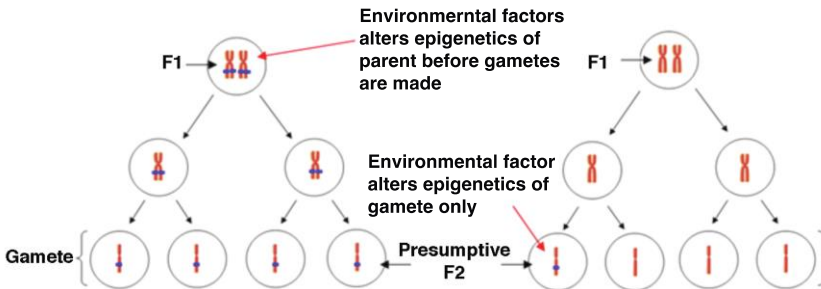 Environmerntal factors
alters epigenetics of
parent before gametes
are made
F1
F1
Environmental factor
alters epigenetics of
gamete only
Gamete
Presumptive
F2